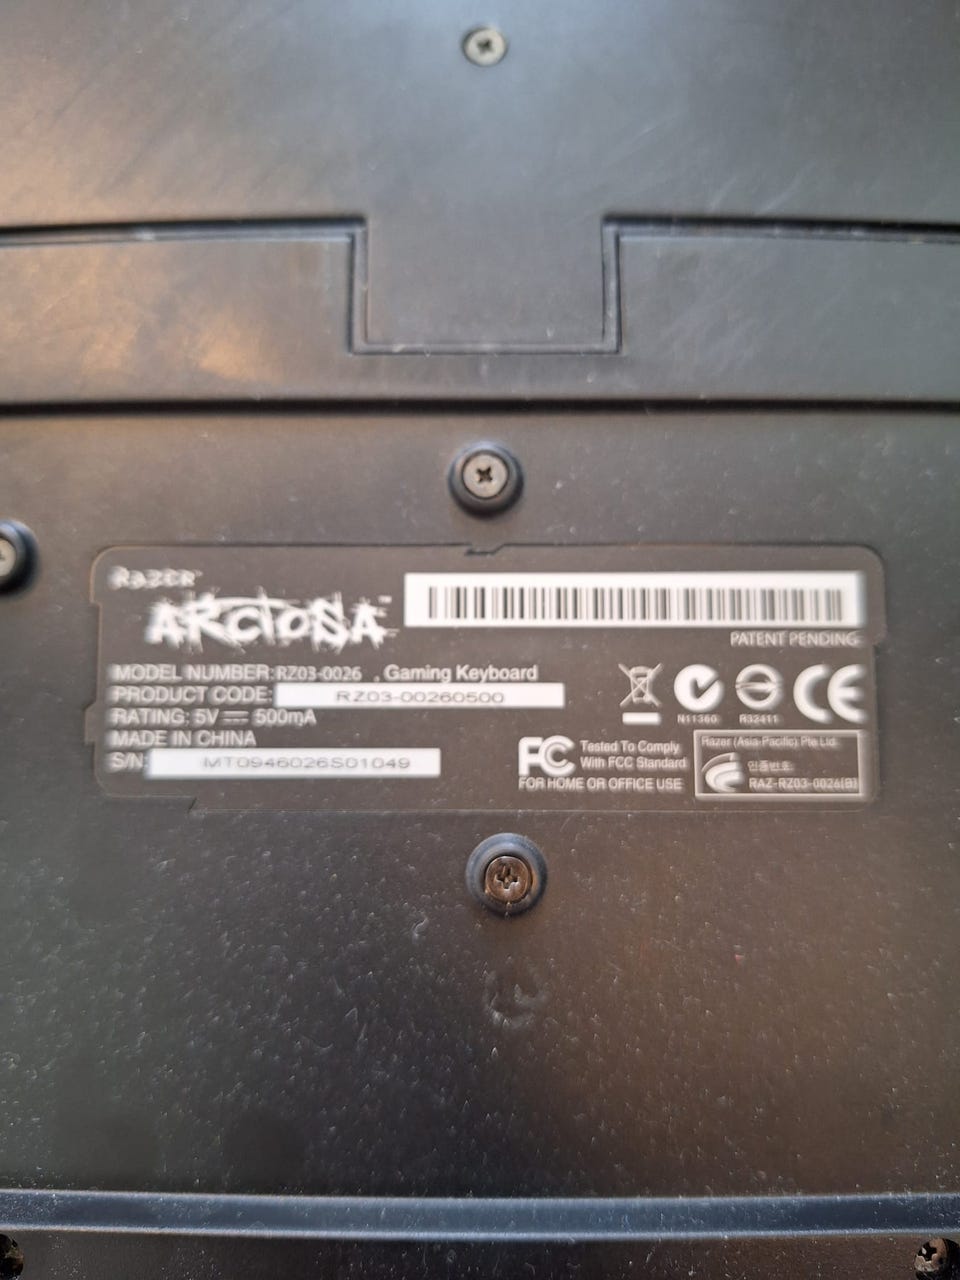 RAZER™
ARCTOSA™
PATENT PENDING
MODEL NUMBER: RZ03-0026 , Gaming Keyboard
PRODUCT CODE: RZ03-00260500
RATING: 5V ⎓ 500mA
MADE IN CHINA
S/N: MT0946026S01049
N11360
R32411
CE
FC Tested To Comply
With FCC Standard
FOR HOME OR OFFICE USE
Razer (Asia-Pacific) Pte Ltd.
인증번호:
RAZ-RZ03-0026(B)